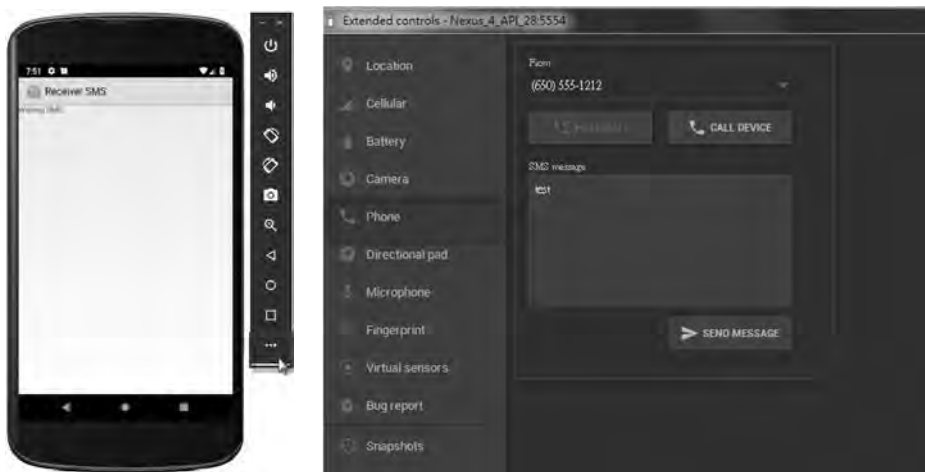 7:51
Receiver SMS
Extended controls - Nexus_4_API_28:5554
Location
Cellular
Battery
Camera
Phone
Directional pad
Microphone
Fingerprint
Virtual sensors
Bug report
Snapshots
From
(650) 555-1212
CALL DEVICE
SMS message
test
SEND MESSAGE